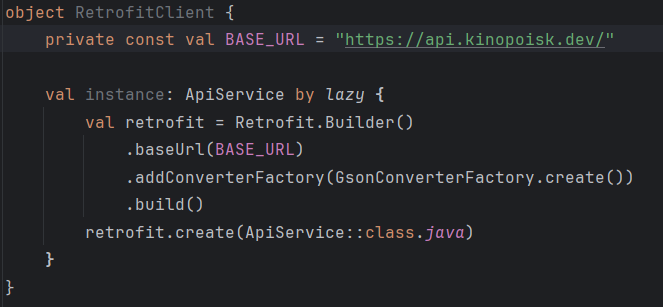 object RetrofitClient {
    private const val BASE_URL = "https://api.kinopoisk.dev/"

    val instance: ApiService by lazy {
        val retrofit = Retrofit.Builder()
            .baseUrl(BASE_URL)
            .addConverterFactory(GsonConverterFactory.create())
            .build()
        retrofit.create(ApiService::class.java)
    }
}